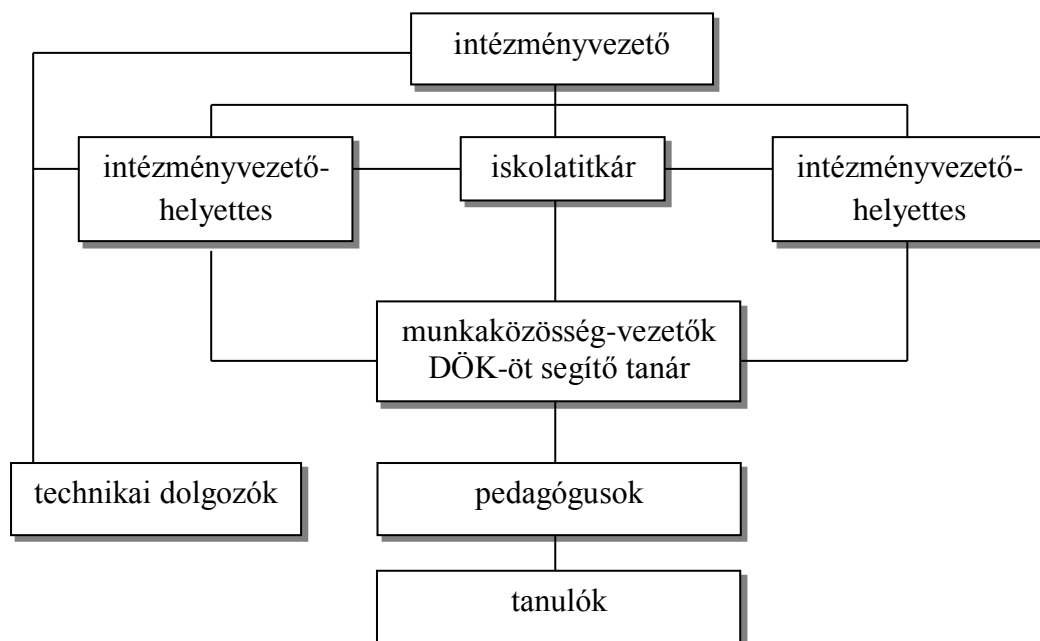 intézményvezető
intézményvezető-
helyettes
iskolatitkár
intézményvezető-
helyettes
munkaközösség-vezetők
DÖK-öt segítő tanár
technikai dolgozók
pedagógusok
tanulók